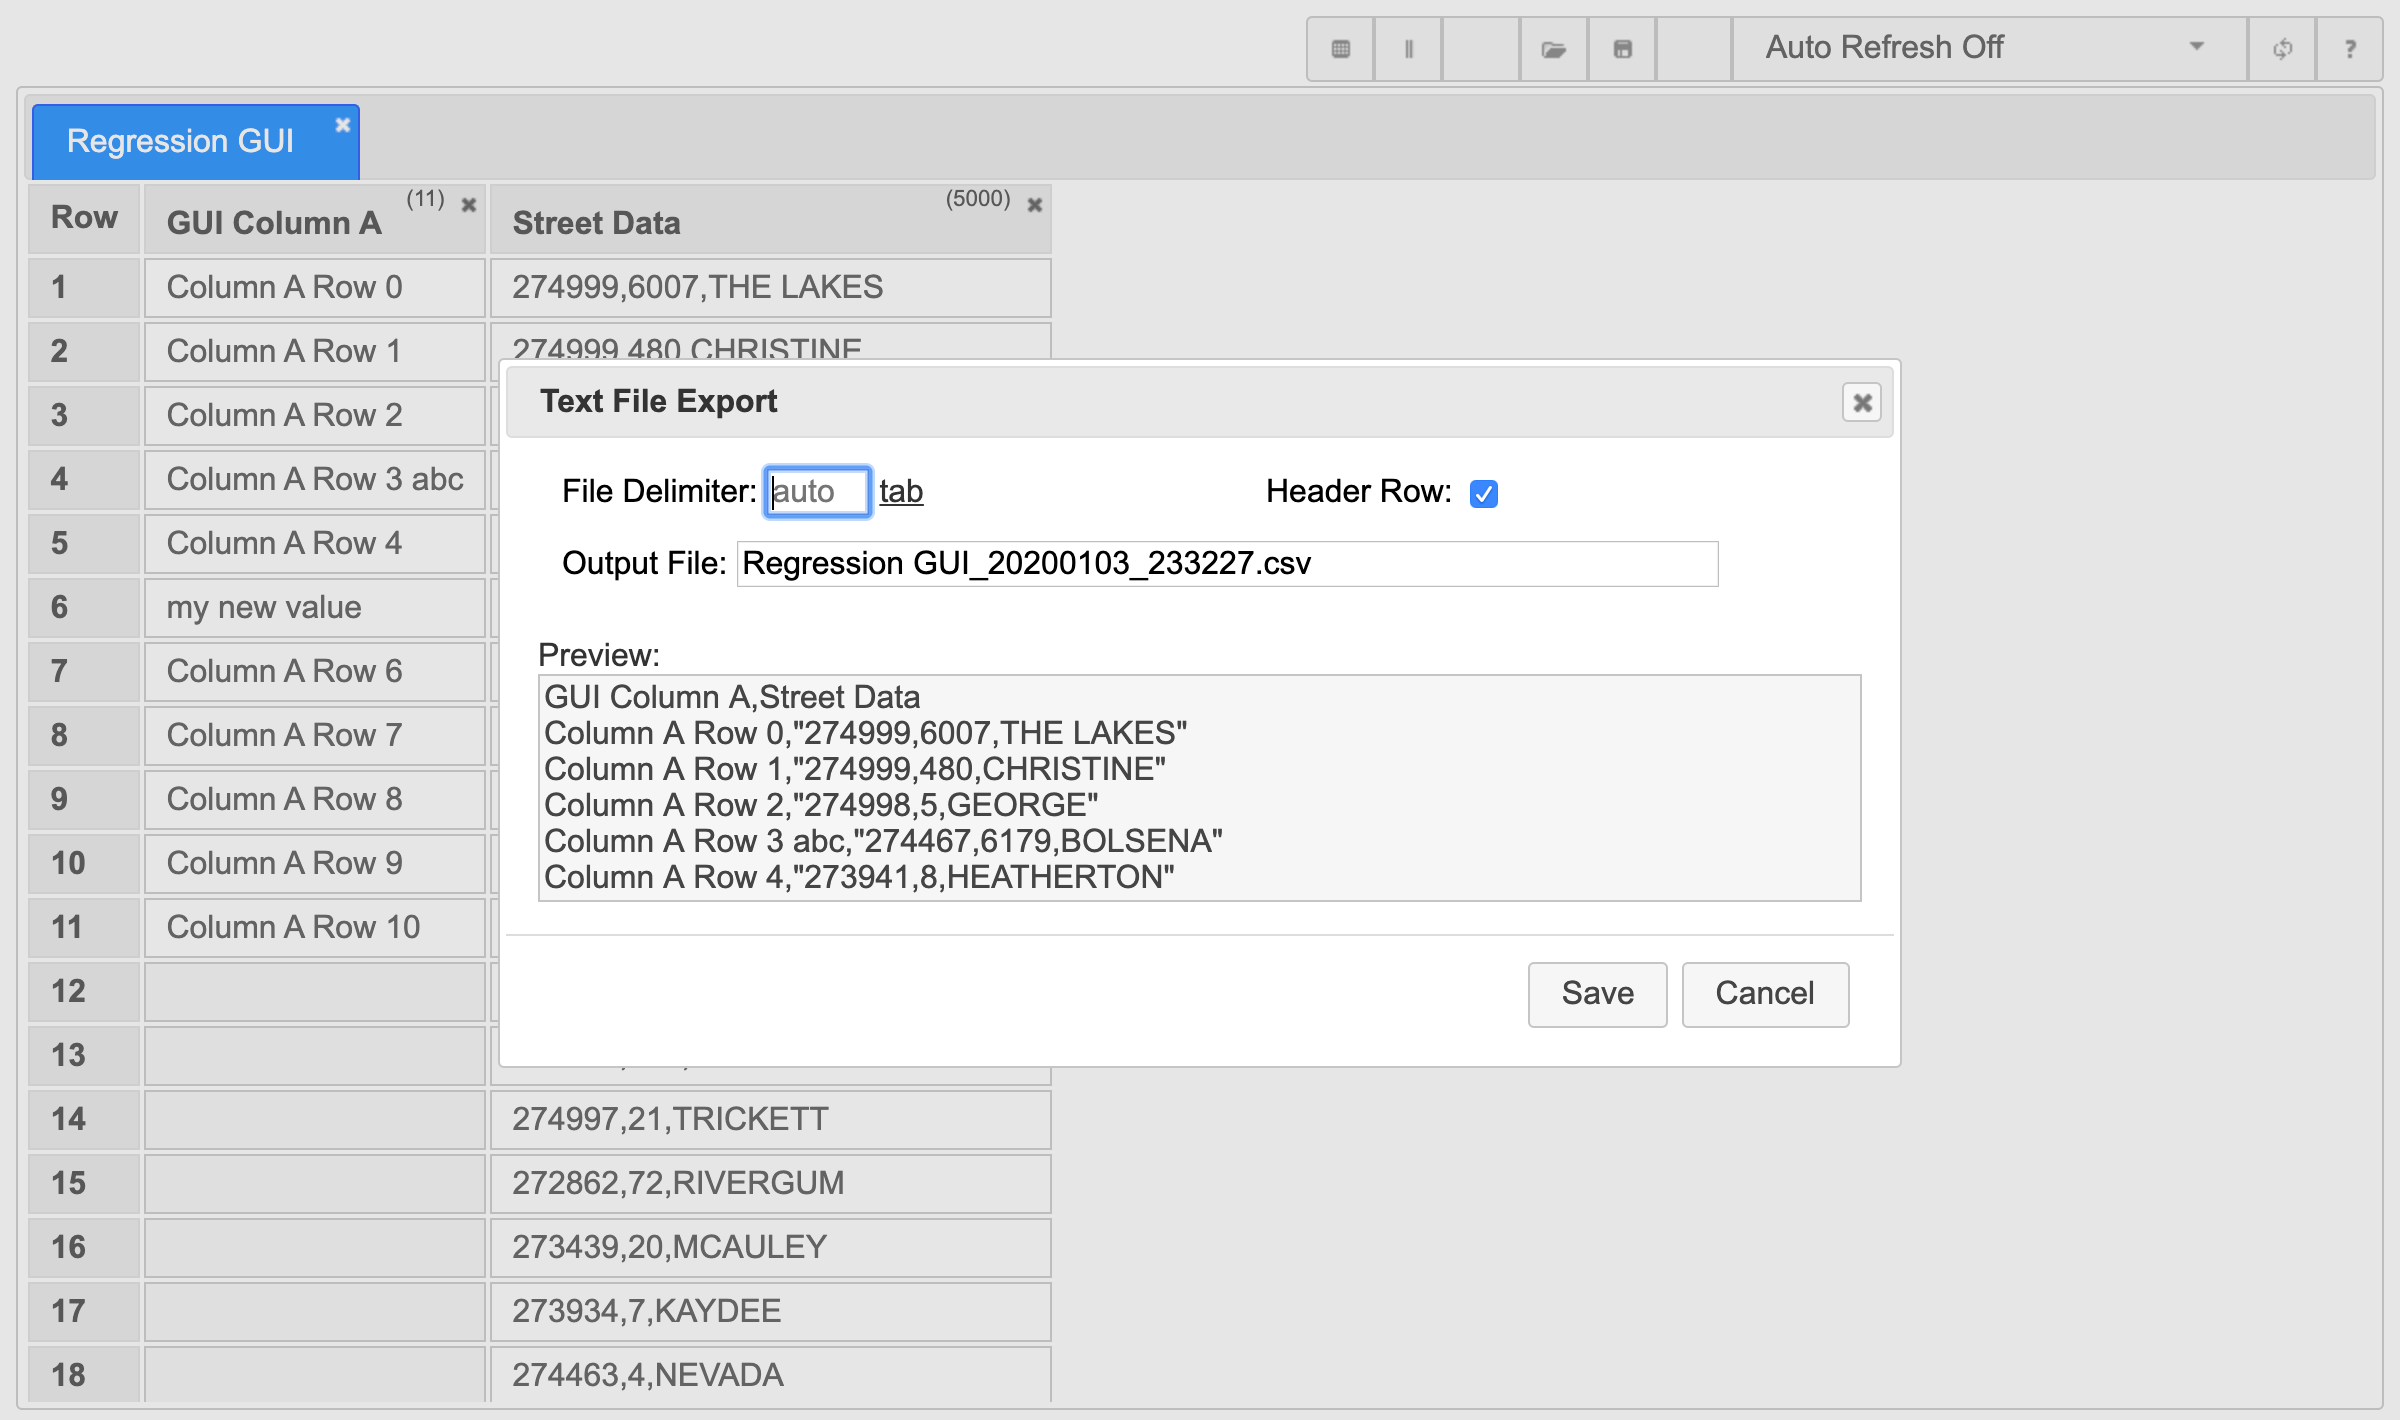 Auto Refresh Off
?
Regression GUI
Row
GUI Column A
(11)
Street Data
(5000)
1
Column A Row 0
274999,6007,THE LAKES
2
Column A Row 1
274999,480,CHRISTINE
3
Column A Row 2
4
Column A Row 3 abc
5
Column A Row 4
6
my new value
7
Column A Row 6
8
Column A Row 7
9
Column A Row 8
10
Column A Row 9
11
Column A Row 10
12
13
14
274997,21,TRICKETT
15
272862,72,RIVERGUM
16
273439,20,MCAULEY
17
273934,7,KAYDEE
18
274463,4,NEVADA
Text File Export
File Delimiter: auto tab
Header Row:
Output File: Regression GUI_20200103_233227.csv
Preview:
GUI Column A,Street Data
Column A Row 0,"274999,6007,THE LAKES"
Column A Row 1,"274999,480,CHRISTINE"
Column A Row 2,"274998,5,GEORGE"
Column A Row 3 abc,"274467,6179,BOLSENA"
Column A Row 4,"273941,8,HEATHERTON"
Save
Cancel